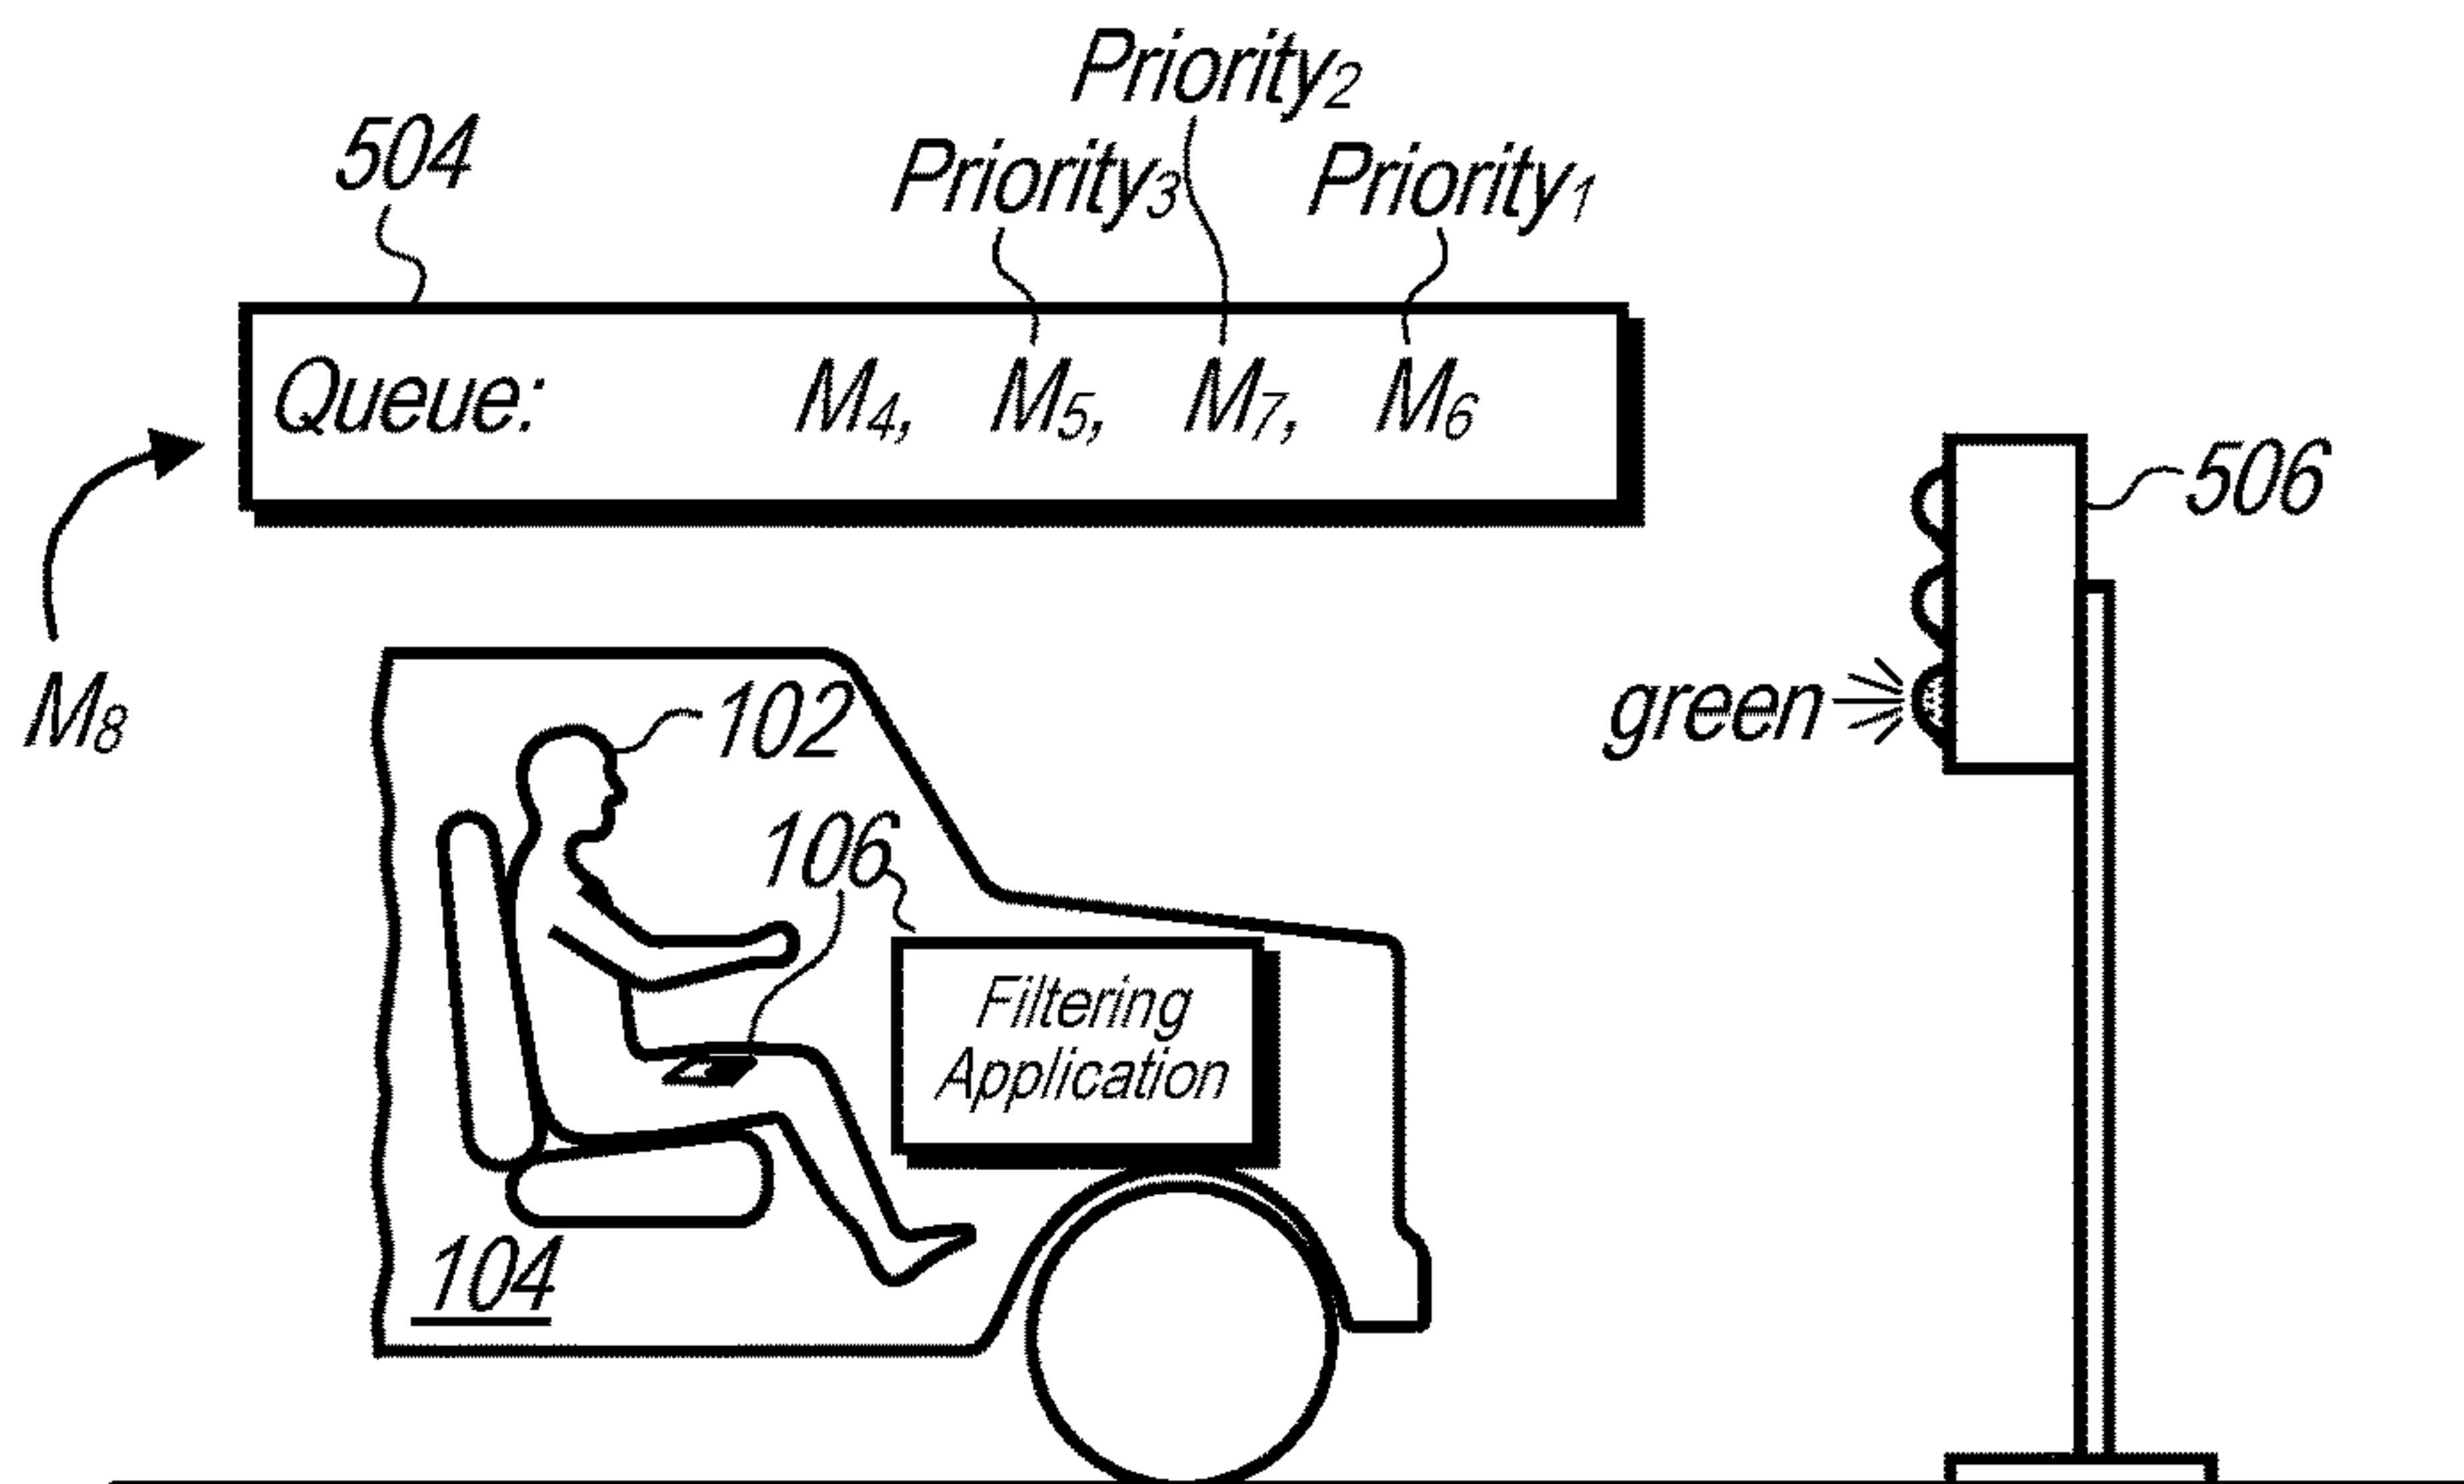 Priority2
504
Priority3 Priority1
Queue: M4, M5, M7, M6
506
M8
102
green
106
Filtering
Application
104